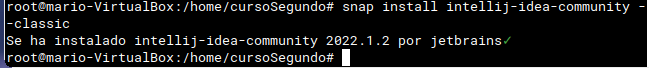 root@mario-VirtualBox:/home/cursoSegundo# snap install intellij-idea-community -
-classic
Se ha instalado intellij-idea-community 2022.1.2 por jetbrains✓
root@mario-VirtualBox:/home/cursoSegundo#